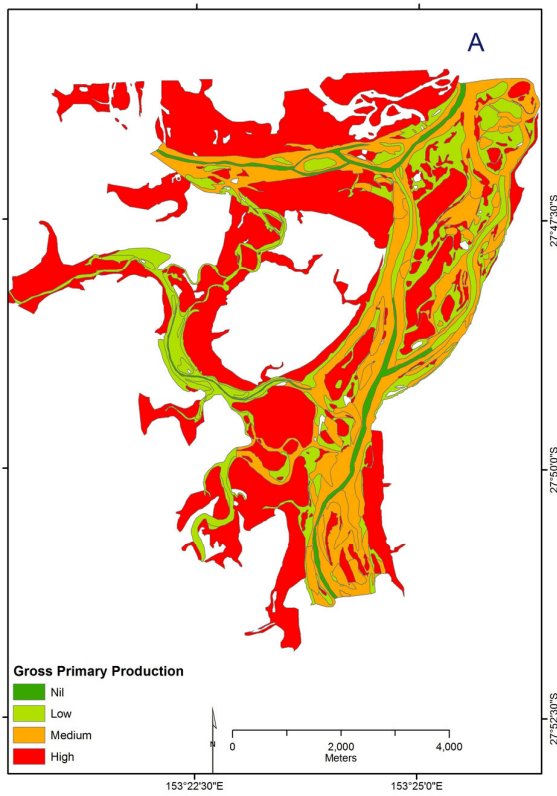 A
27°47'30"S
27°50'0"S
Gross Primary Production
Nil
Low
Medium
High
N
0 2,000 4,000
Meters
27°52'30"S
153°22'30"E 153°25'0"E